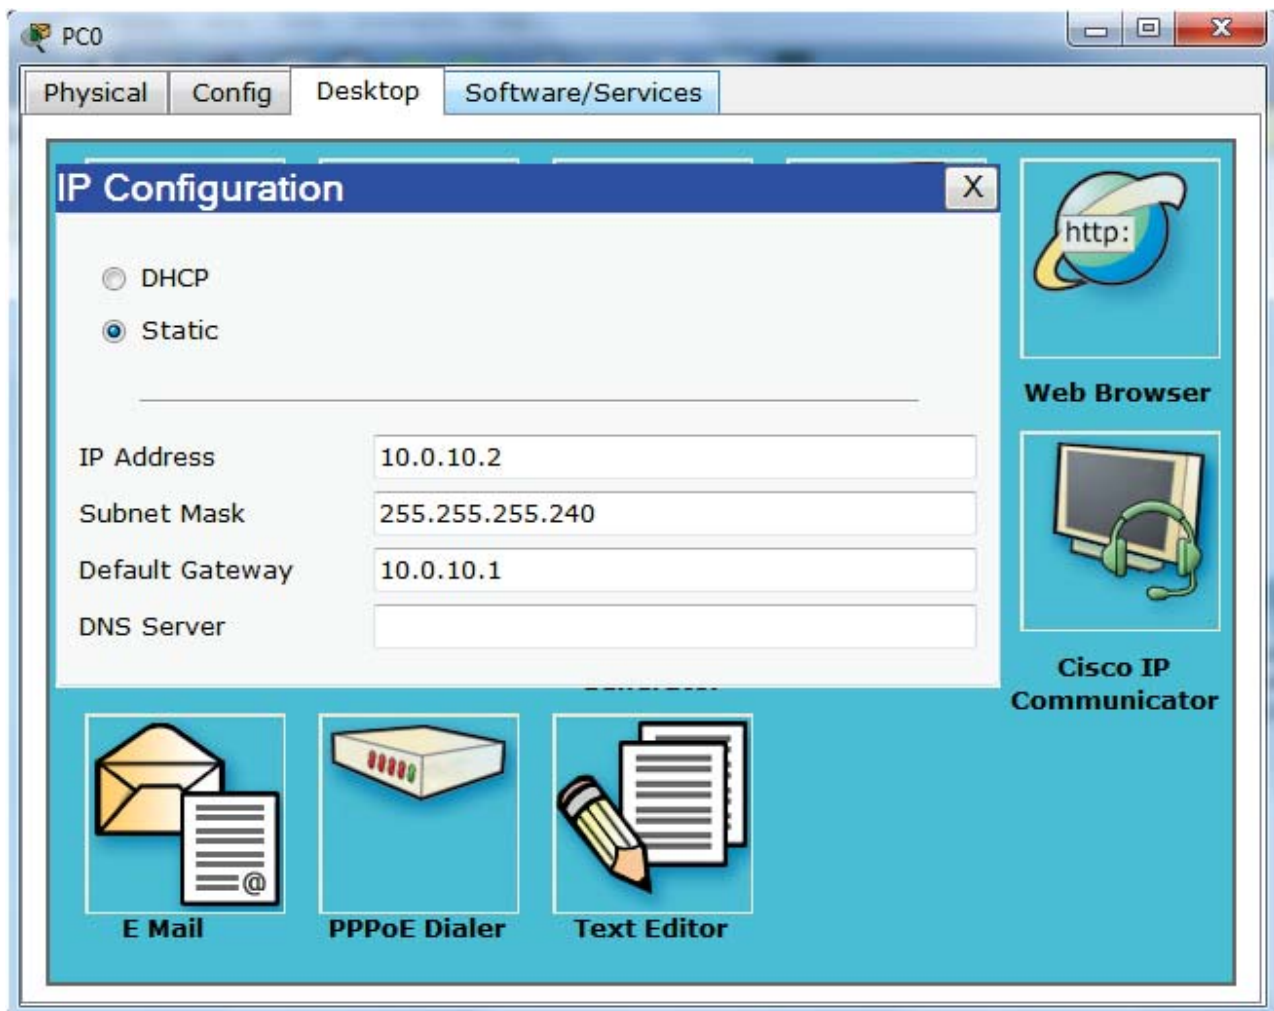 PC0
Physical Config Desktop Software/Services
IP Configuration X
http:
DHCP
Static
Web Browser
IP Address 10.0.10.2
Subnet Mask 255.255.255.240
Default Gateway 10.0.10.1
DNS Server
Cisco IP
Communicator
@
E Mail PPPoE Dialer Text Editor